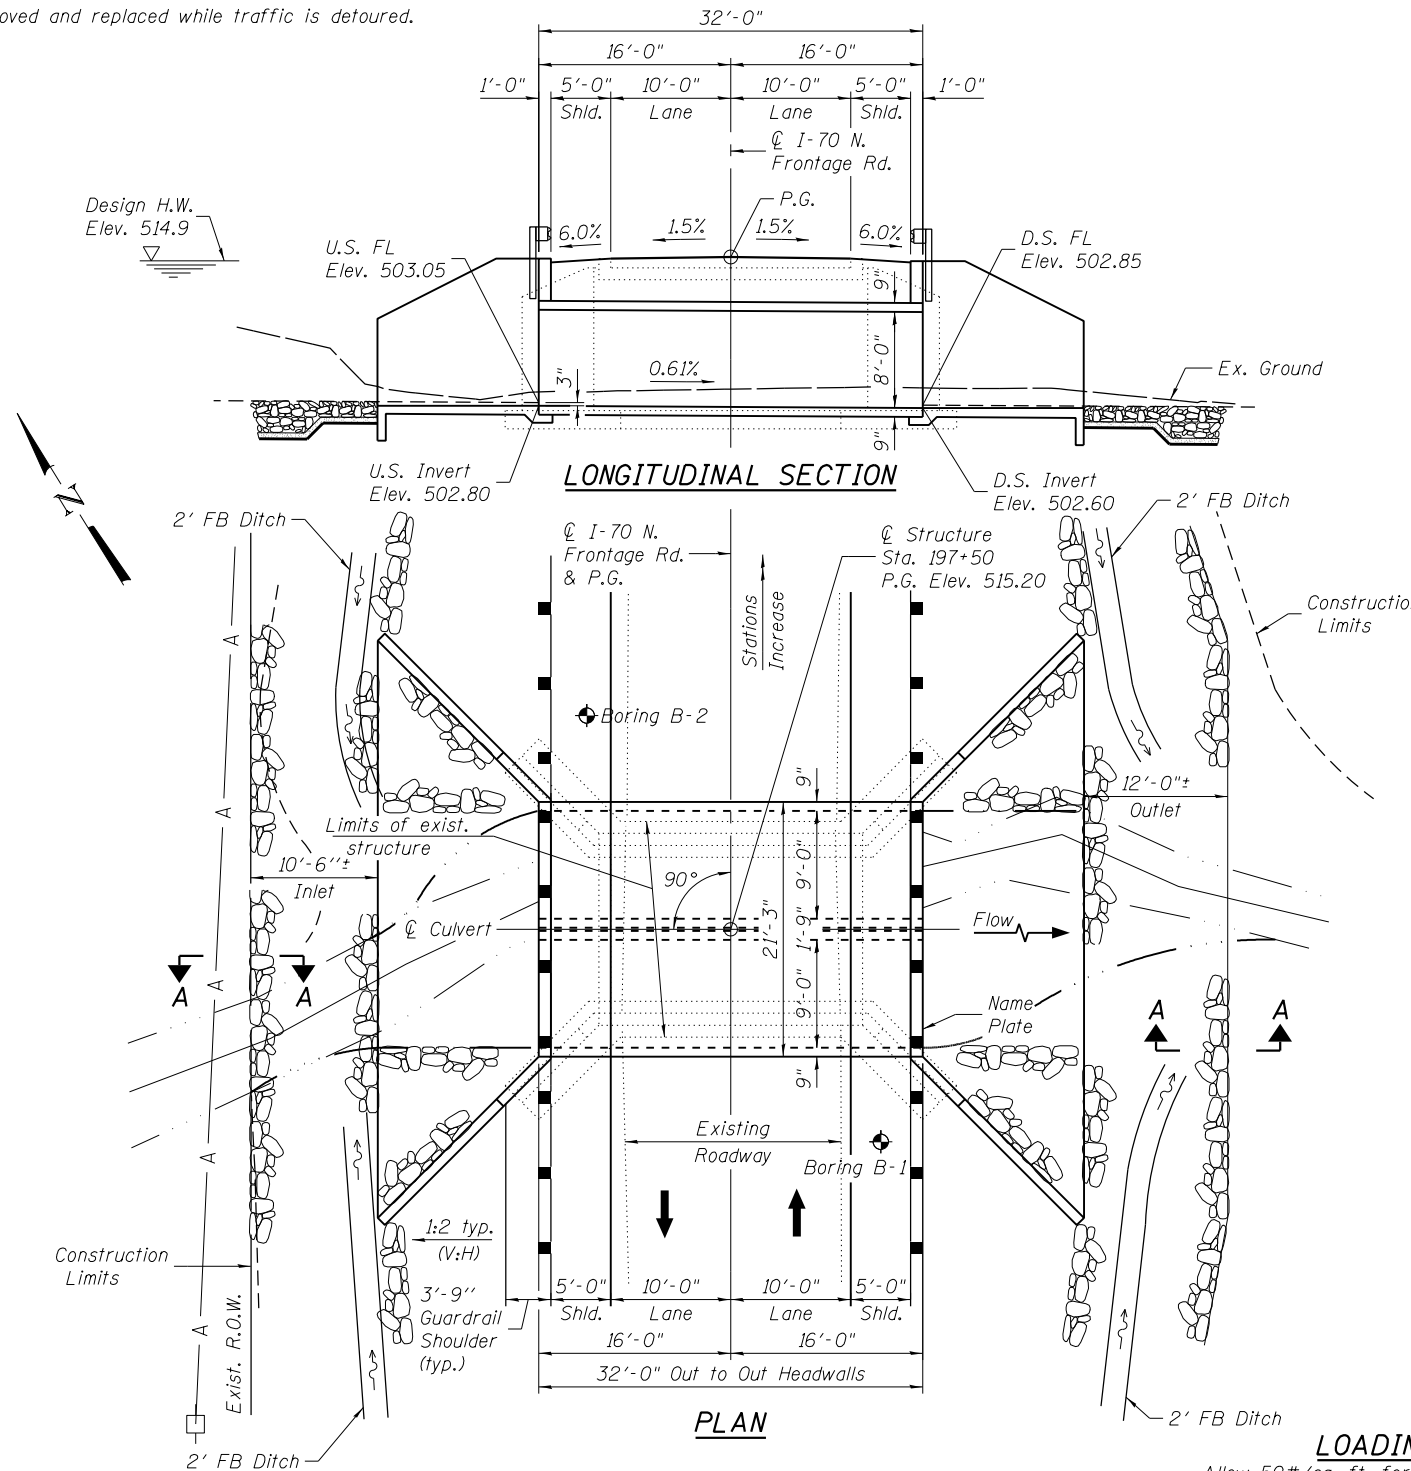 oved and replaced while traffic is detoured.
32'-0"
16'-0" 16'-0"
1'-0" 5'-0" 10'-0" 10'-0" 5'-0" 1'-0"
Shld. Lane Lane Shld.
℄ I-70 N.
Frontage Rd.
Design H.W.
Elev. 514.9
P.G.
6.0% 1.5% 1.5% 6.0%
U.S. FL
Elev. 503.05
D.S. FL
Elev. 502.85
9"
8'-0"
9"
3"
0.61%
Ex. Ground
U.S. Invert
Elev. 502.80
LONGITUDINAL SECTION
D.S. Invert
Elev. 502.60
N
2' FB Ditch
2' FB Ditch
℄ I-70 N.
Frontage Rd.
& P.G.
℄ Structure
Sta. 197+50
P.G. Elev. 515.20
Stations
Increase
Constructio
Limits
A
Boring B-2
A
9"
12'-0"±
Outlet
Limits of exist.
structure
10'-6"±
Inlet
A
90°
9'-0"
21'-3"
1'-9"
9'-0"
9"
℄ Culvert
Flow
A A
A
Name
Plate
A A
A
Existing
Roadway
Boring B-1
A
1:2 typ.
(V:H)
Construction
Limits
A
Exist. R.O.W.
3'-9"
Guardrail
Shoulder
(typ.)
5'-0" 10'-0" 10'-0" 5'-0"
Shld. Lane Lane Shld.
16'-0" 16'-0"
32'-0" Out to Out Headwalls
PLAN
2' FB Ditch
2' FB Ditch
LOADIN